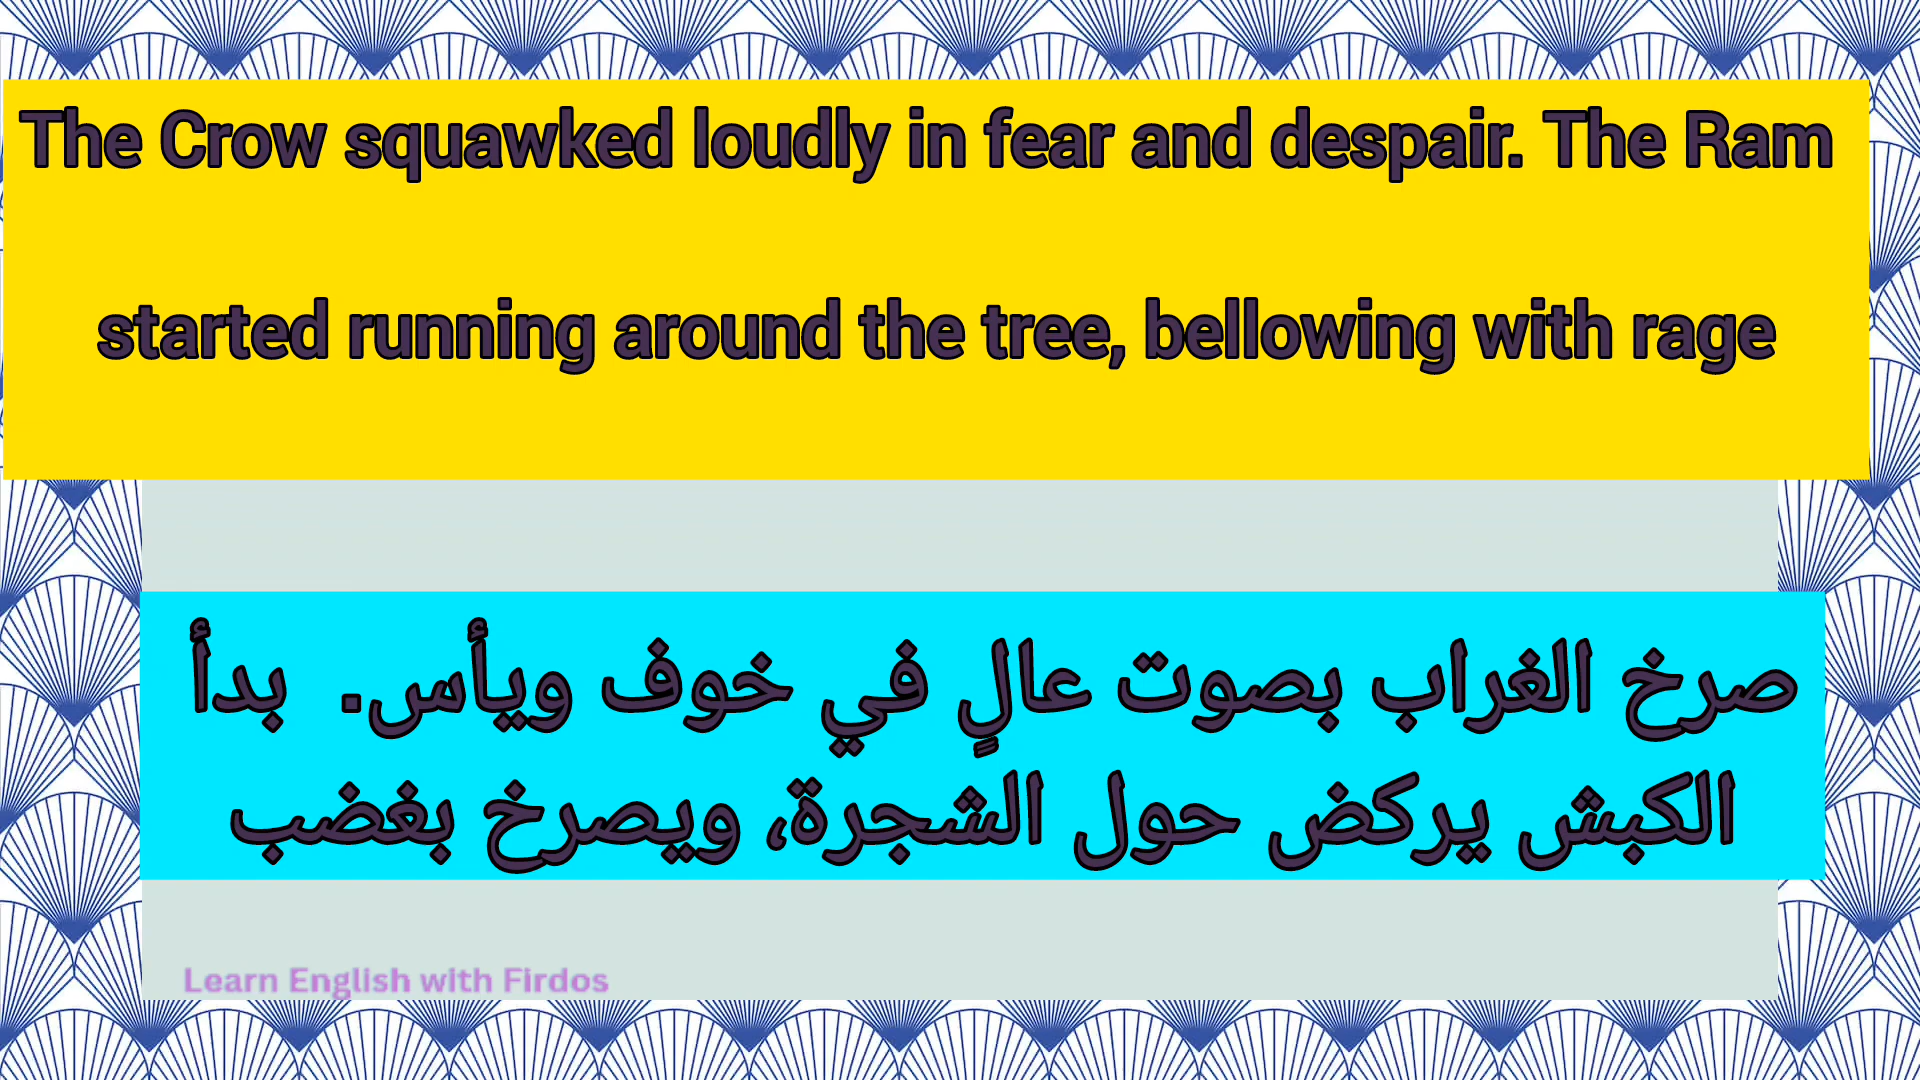 The Crow squawked loudly in fear and despair. The Ram
started running around the tree, bellowing with rage
صرخ الغراب بصوت عالٍ في خوف ويأس. بدأ
الكبش يركض حول الشجرة، ويصرخ بغضب
Learn English with Firdos